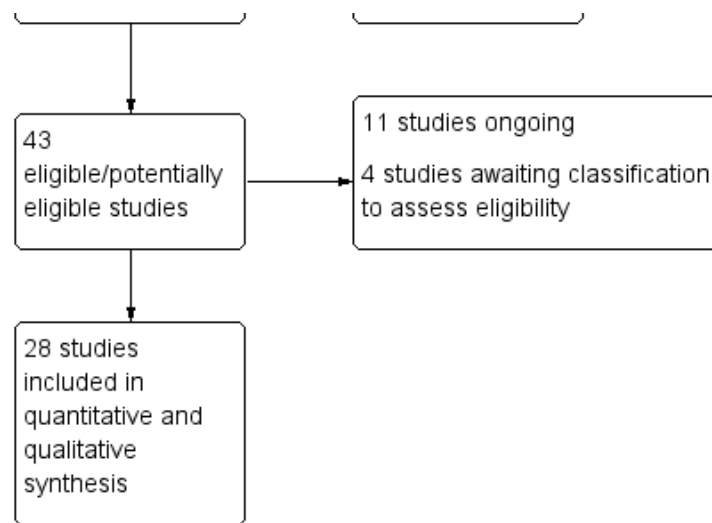 43
eligible/potentially
eligible studies
11 studies ongoing
4 studies awaiting classification
to assess eligibility
28 studies
included in
quantitative and
qualitative
synthesis